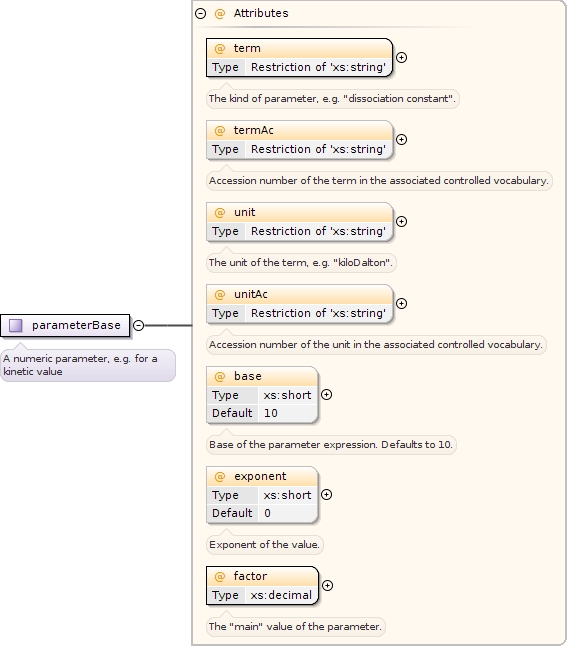 @ Attributes
@ term
Type Restriction of 'xs:string'
The kind of parameter, e.g. "dissociation constant".
@ termAc
Type Restriction of 'xs:string'
Accession number of the term in the associated controlled vocabulary.
@ unit
Type Restriction of 'xs:string'
The unit of the term, e.g. "kiloDalton".
@ unitAc
Type Restriction of 'xs:string'
parameterBase
A numeric parameter, e.g. for a
kinetic value
Accession number of the unit in the associated controlled vocabulary.
@ base
Type xs:short
Default 10
Base of the parameter expression. Defaults to 10.
@ exponent
Type xs:short
Default 0
Exponent of the value.
@ factor
Type xs:decimal
The "main" value of the parameter.